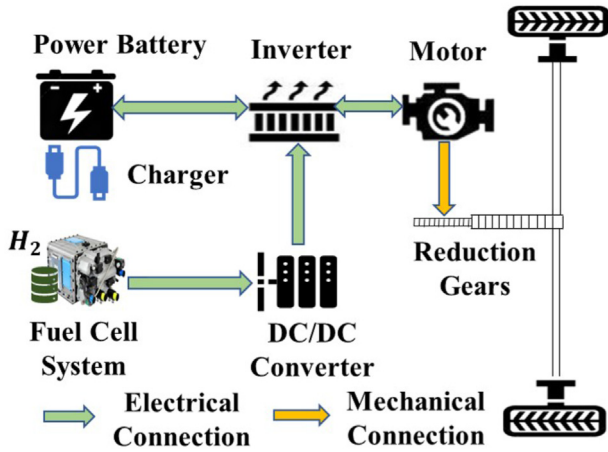 Power Battery
Inverter
Motor
Charger
H2
Fuel Cell
System
DC/DC
Converter
Reduction
Gears
Electrical
Connection
Mechanical
Connection